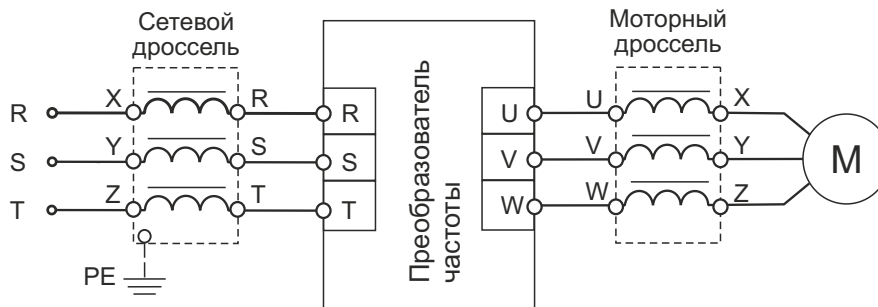 Сетевой
дроссель
Моторный
дроссель
R X R R
S Y S S
T Z T T
PE
Преобразователь
частоты
U U X
V V Y
W W Z
M